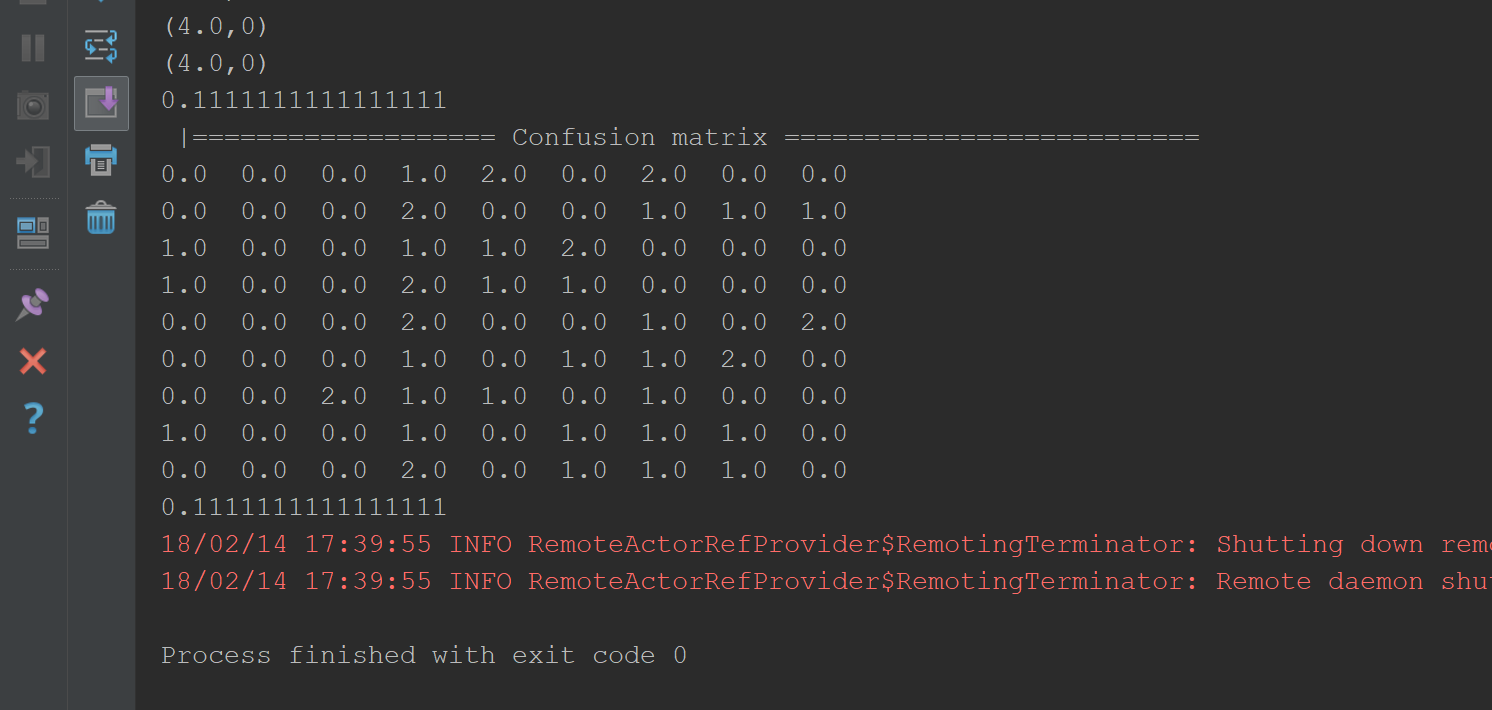 (4.0,0)
(4.0,0)
0.1111111111111111
|=================== Confusion matrix ==========================
0.0 0.0 0.0 1.0 2.0 0.0 2.0 0.0 0.0
0.0 0.0 0.0 2.0 0.0 0.0 1.0 1.0 1.0
1.0 0.0 0.0 1.0 1.0 2.0 0.0 0.0 0.0
1.0 0.0 0.0 2.0 1.0 1.0 0.0 0.0 0.0
0.0 0.0 0.0 2.0 0.0 0.0 1.0 0.0 2.0
0.0 0.0 0.0 1.0 0.0 1.0 1.0 2.0 0.0
0.0 0.0 2.0 1.0 1.0 0.0 1.0 0.0 0.0
1.0 0.0 0.0 1.0 0.0 1.0 1.0 1.0 0.0
0.0 0.0 0.0 2.0 0.0 1.0 1.0 1.0 0.0
0.1111111111111111
18/02/14 17:39:55 INFO RemoteActorRefProvider$RemotingTerminator: Shutting down
18/02/14 17:39:55 INFO RemoteActorRefProvider$RemotingTerminator: Remote daemon
Process finished with exit code 0